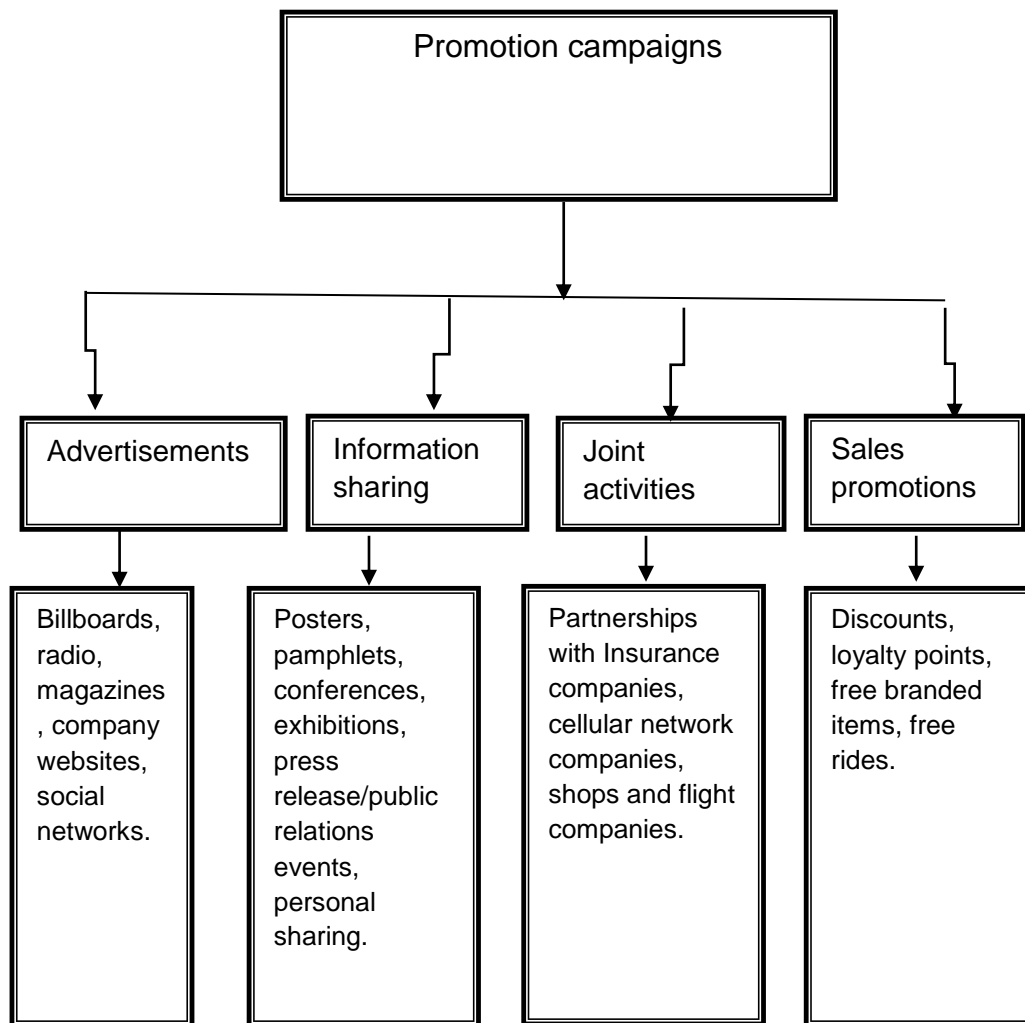 Promotion campaigns
Advertisements
Information
sharing
Joint
activities
Sales
promotions
Billboards,
radio,
magazines
, company
websites,
social
networks.
Posters,
pamphlets,
conferences,
exhibitions,
press
release/public
relations
events,
personal
sharing.
Partnerships
with Insurance
companies,
cellular network
companies,
shops and flight
companies.
Discounts,
loyalty points,
free branded
items, free
rides.